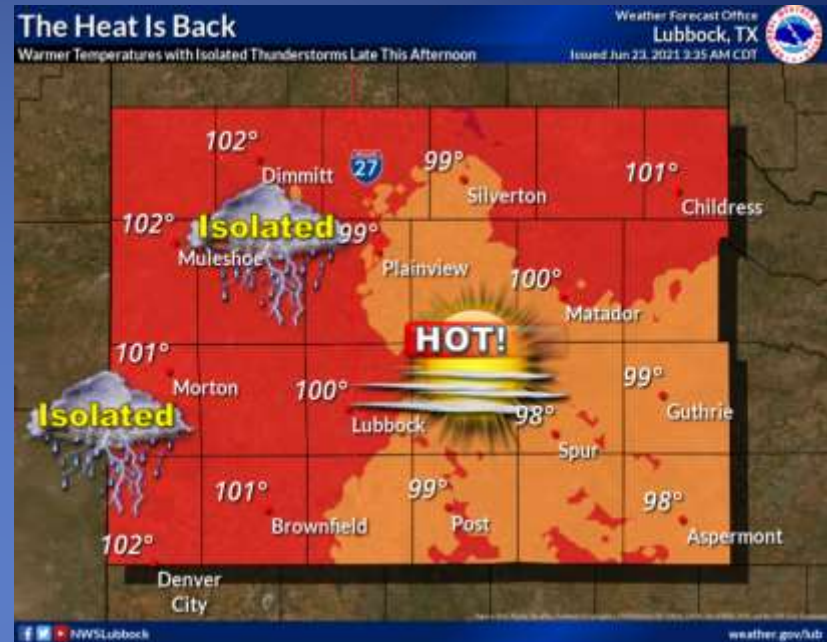 The Heat Is Back
Warmer Temperatures with Isolated Thunderstorms Late This Afternoon
Weather Forecast Office
Lubbock, TX
Issued Jun 23, 2021 3:35 AM CDT
102°
Dimmitt
27
99°
Silverton
101°
Childress
102°
Isolated
99°
Muleshoe
Plainview
100°
Matador
HOT!
101°
Morton
100°
Lubbock
99°
Guthrie
Isolated
98°
Spur
101°
Brownfield
99°
Post
98°
Aspermont
102°
Denver
City
NWSLubbock
weather.gov/lub